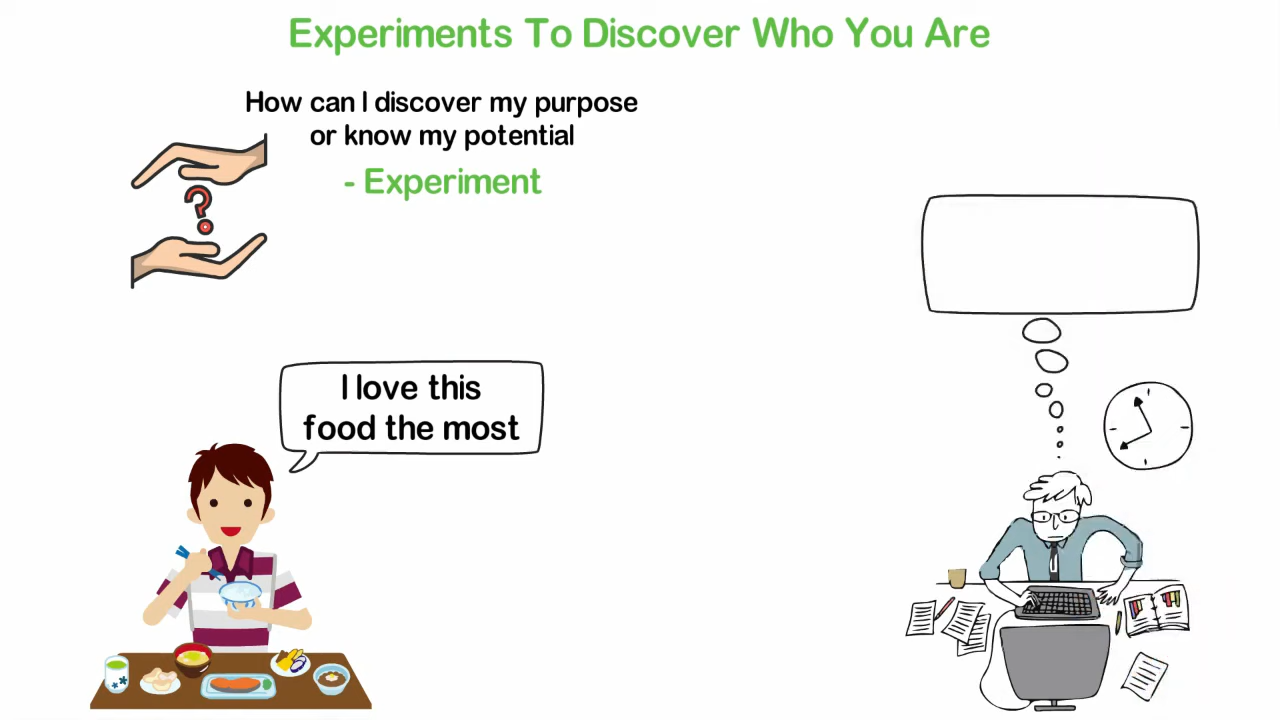 Experiments To Discover Who You Are
How can I discover my purpose
or know my potential
- Experiment
?
I love this
food the most